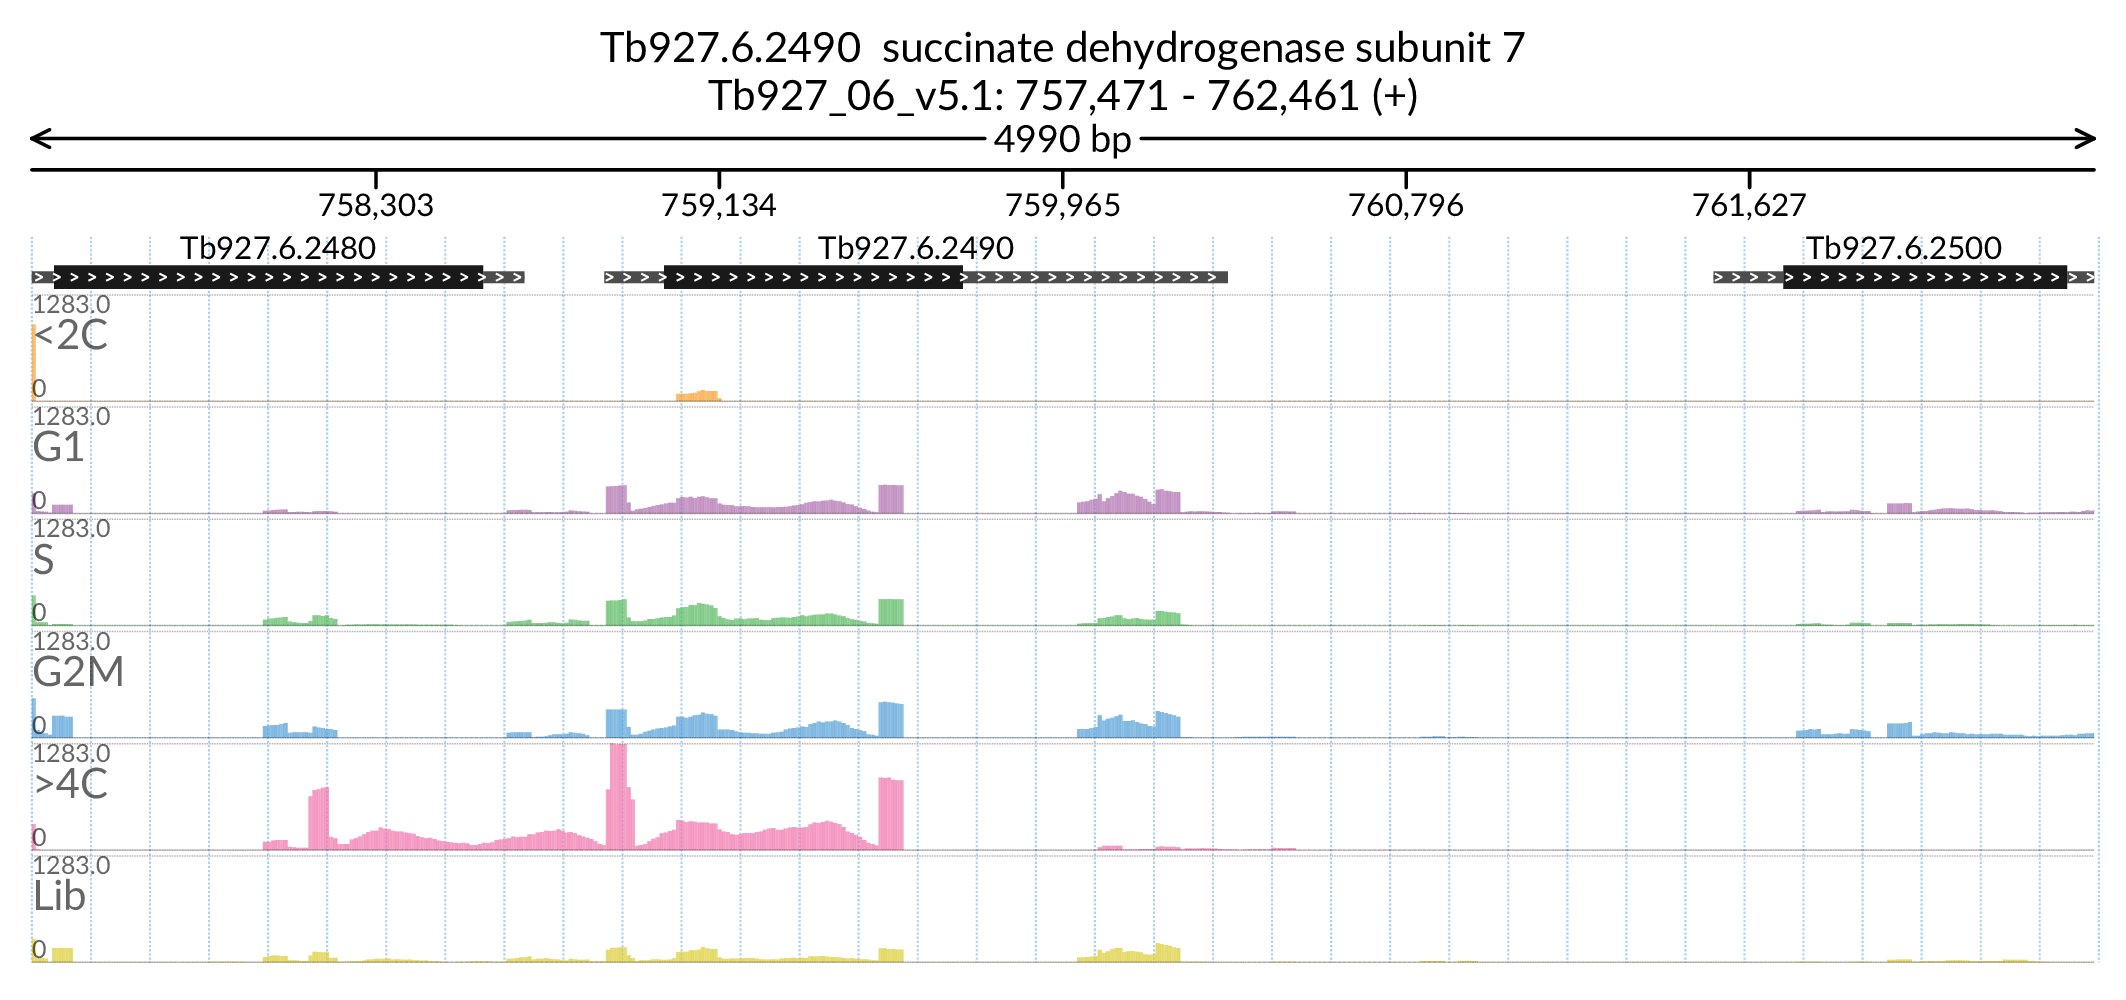 Tb927.6.2490 succinate dehydrogenase subunit 7
Tb927_06_v5.1: 757,471 - 762,461 (+)
4990 bp
758,303 759,134 759,965 760,796 761,627
Tb927.6.2480 Tb927.6.2490 Tb927.6.2500
1283.0
<2C
0
1283.0
G1
0
1283.0
S
0
1283.0
G2M
0
1283.0
>4C
0
1283.0
Lib
0